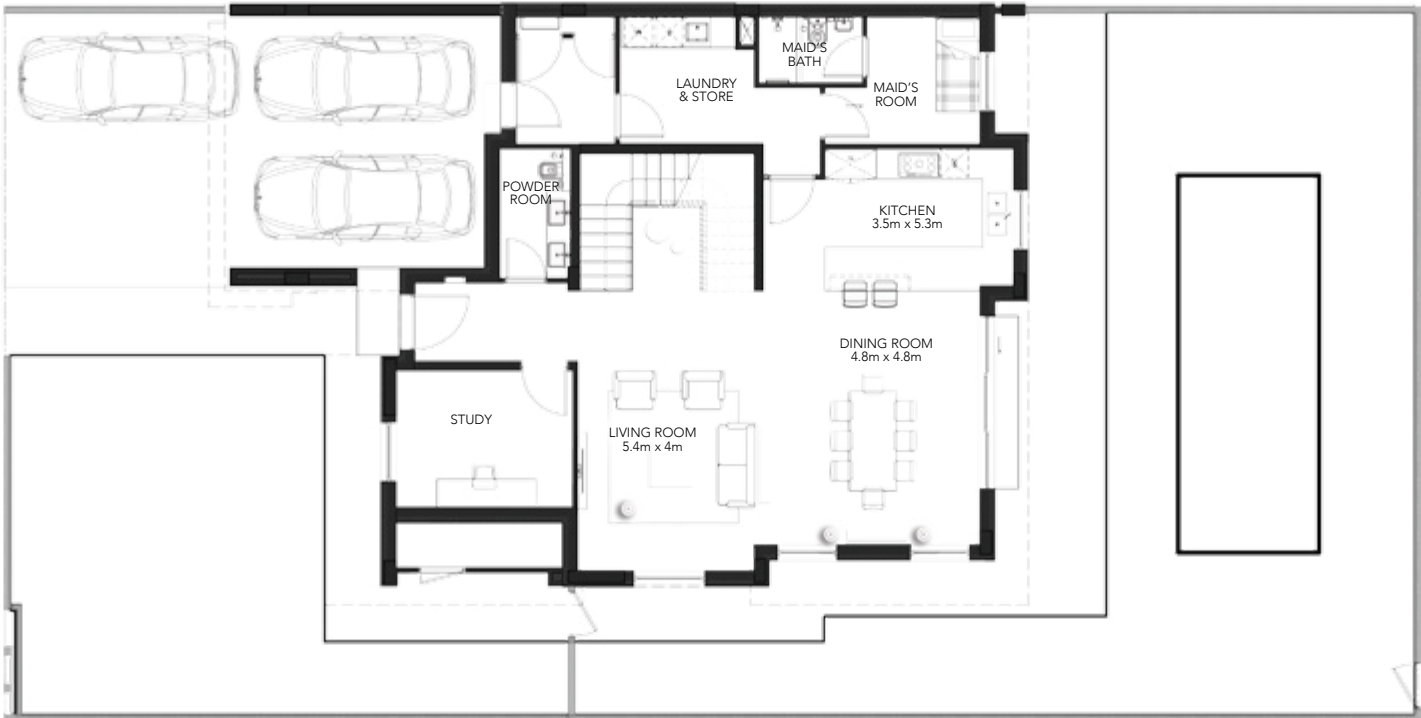 MAID'S
BATH
LAUNDRY
& STORE
MAID'S
ROOM
POWDER
ROOM
KITCHEN
3.5m x 5.3m
DINING ROOM
4.8m x 4.8m
STUDY
LIVING ROOM
5.4m x 4m